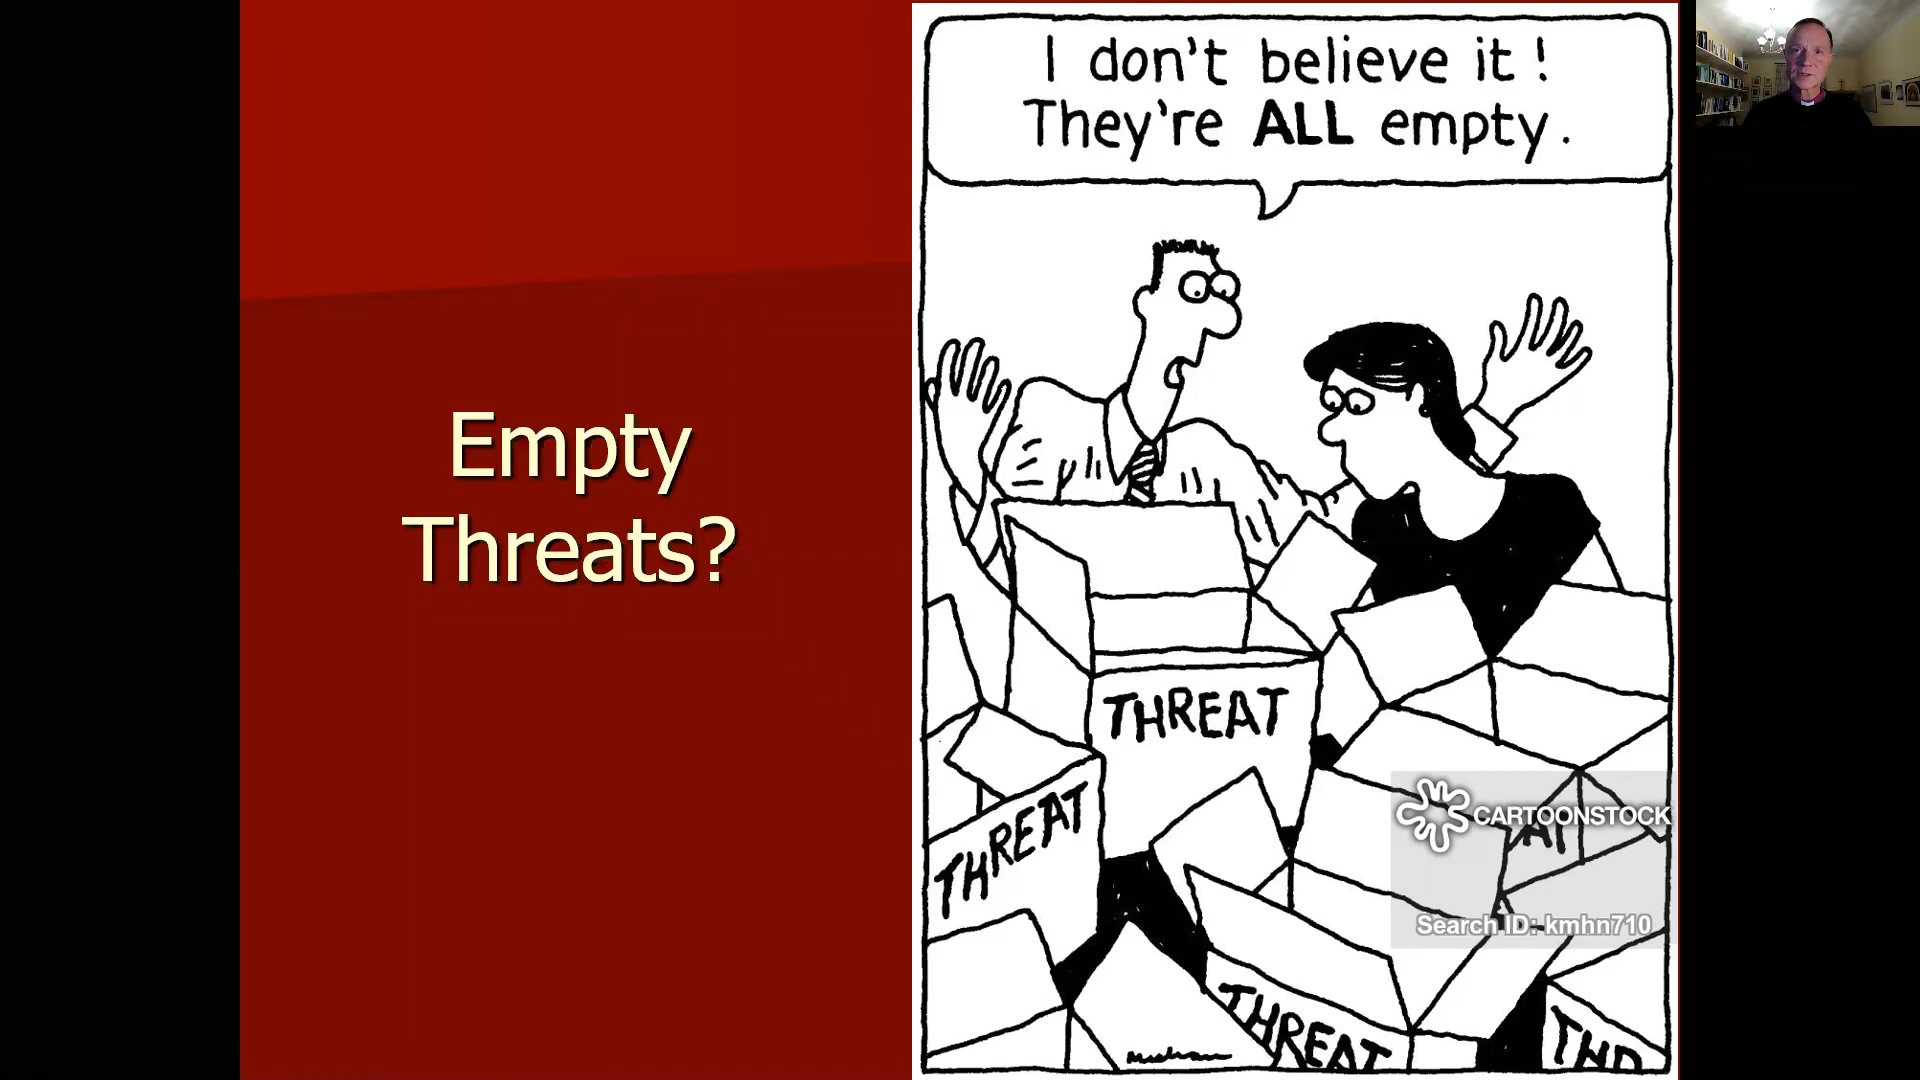 Empty
Threats?
I don't believe it!
They're ALL empty.
THREAT
THREAT
THREAT
CARTOONSTOCK
Search ID: kmhn710